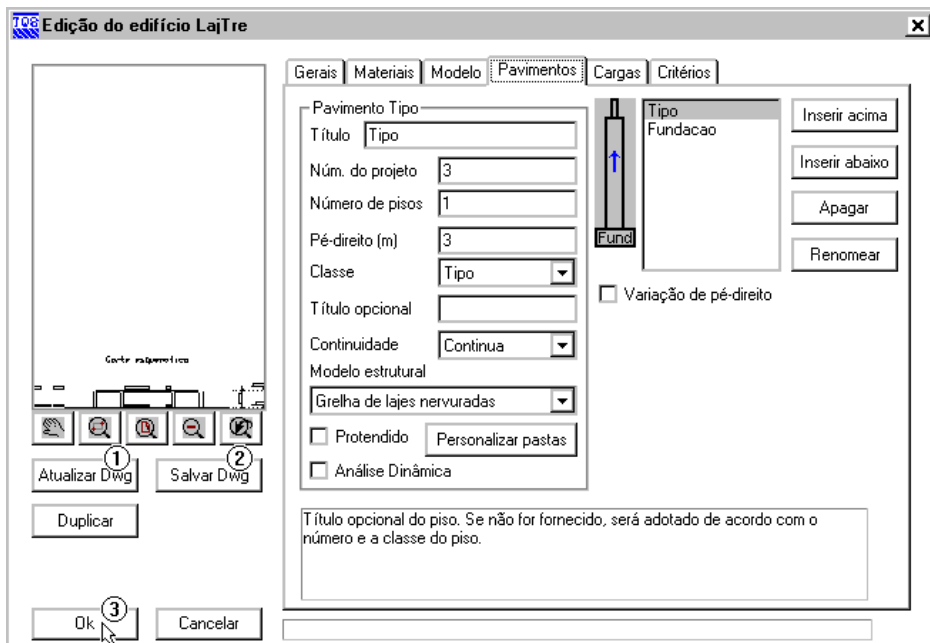 TQS Edição do edifício LajTre
Gerais Materiais Modelo Pavimentos Cargas Critérios
Pavimento Tipo
Título Tipo
Núm. do projeto 3
Número de pisos 1
Pé-direito (m) 3
Classe Tipo
Título opcional
Continuidade Continua
Modelo estrutural
Grelha de lajes nervuradas
Protendido Personalizar pastas
Análise Dinâmica
Fund
Tipo
Fundacao
Inserir acima
Inserir abaixo
Apagar
Renomear
Variação de pé-direito
Corte esquematico
1 2
Atualizar Dwg Salvar Dwg
Duplicar
Título opcional do piso. Se não for fornecido, será adotado de acordo com o
número e a classe do piso.
3
Ok Cancelar